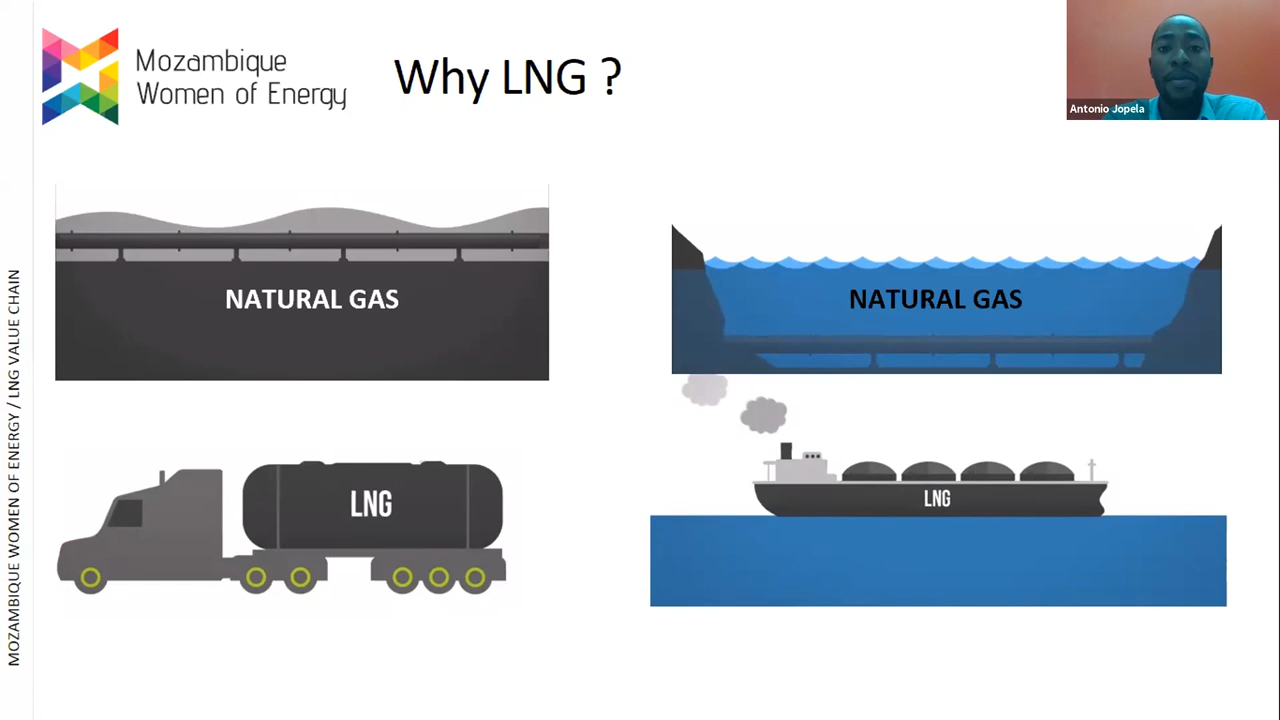 Mozambique
Women of Energy
Why LNG ?
Antonio Jopela
NATURAL GAS
NATURAL GAS
LNG
LNG
MOZAMBIQUE WOMEN OF ENERGY / LNG VALUE CHAIN